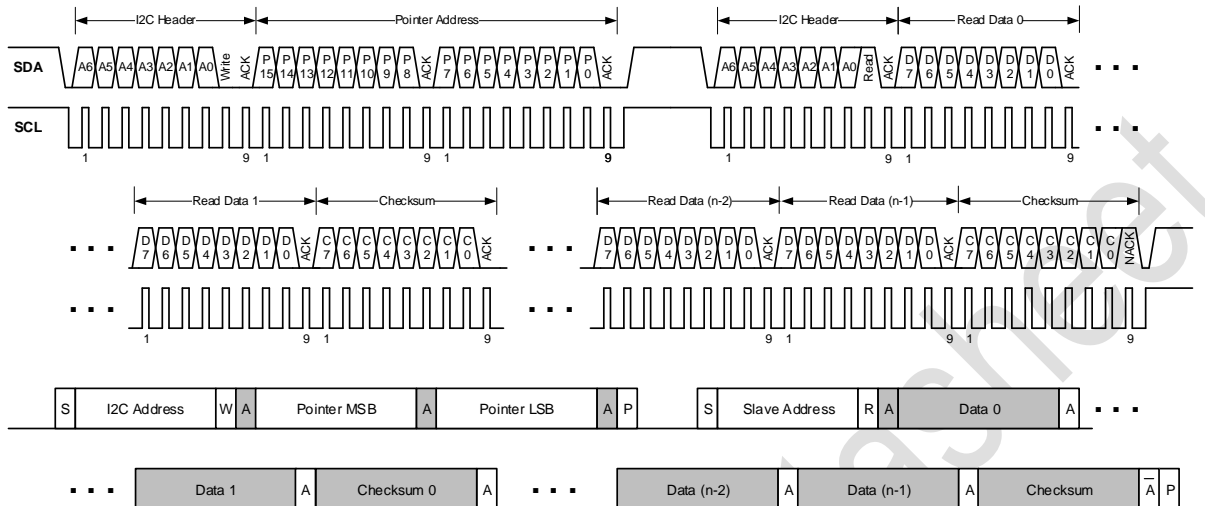 I2C Header Pointer Address I2C Header Read Data 0
SDA A6 A5 A4 A3 A2 A1 A0 Write ACK P15 P14 P13 P12 P11 P10 P9 P8 ACK P7 P6 P5 P4 P3 P2 P1 P0 ACK A6 A5 A4 A3 A2 A1 A0 Read ACK D7 D6 D5 D4 D3 D2 D1 D0 ACK
SCL
1 9 1 9 1 9 1 9 1 9
Read Data 1 Checksum Read Data (n-2) Read Data (n-1) Checksum
D7 D6 D5 D4 D3 D2 D1 D0 ACK C7 C6 C5 C4 C3 C2 C1 C0 ACK D7 D6 D5 D4 D3 D2 D1 D0 ACK D7 D6 D5 D4 D3 D2 D1 D0 ACK C7 C6 C5 C4 C3 C2 C1 C0 NACK
1 9 1 9 9 1 9 1 9
S I2C Address W A Pointer MSB A Pointer LSB A P S Slave Address R A Data 0 A
Data 1 A Checksum 0 A Data (n-2) A Data (n-1) A Checksum A P